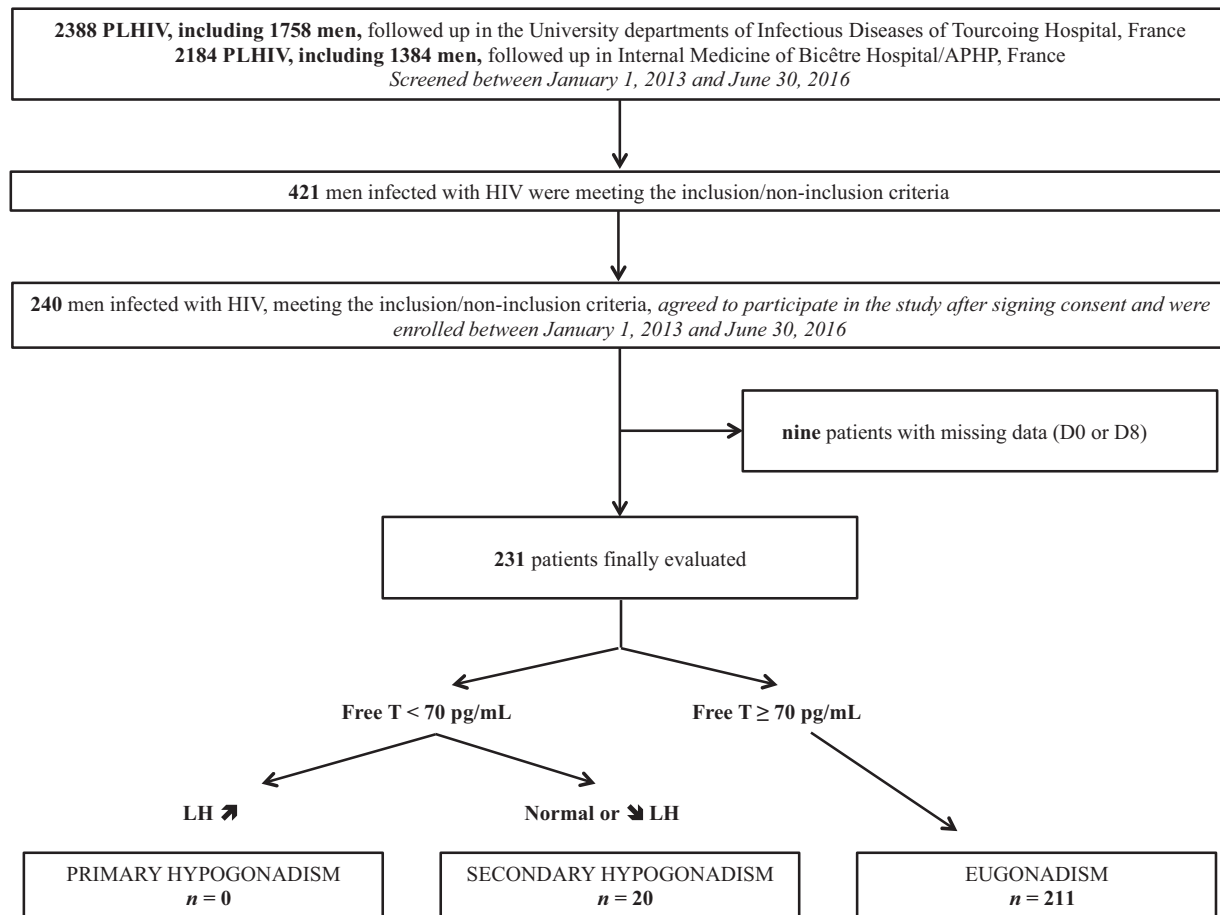 2388 PLHIV, including 1758 men, followed up in the University departments of Infectious Diseases of Tourcoing Hospital, France
2184 PLHIV, including 1384 men, followed up in Internal Medicine of Bicêtre Hospital/APHP, France
Screened between January 1, 2013 and June 30, 2016
421 men infected with HIV were meeting the inclusion/non-inclusion criteria
240 men infected with HIV, meeting the inclusion/non-inclusion criteria, agreed to participate in the study after signing consent and were
enrolled between January 1, 2013 and June 30, 2016
nine patients with missing data (D0 or D8)
231 patients finally evaluated
Free T < 70 pg/mL Free T ≥ 70 pg/mL
LH ↗ Normal or ↘ LH
PRIMARY HYPOGONADISM SECONDARY HYPOGONADISM EUGONADISM
n = 0 n = 20 n = 211